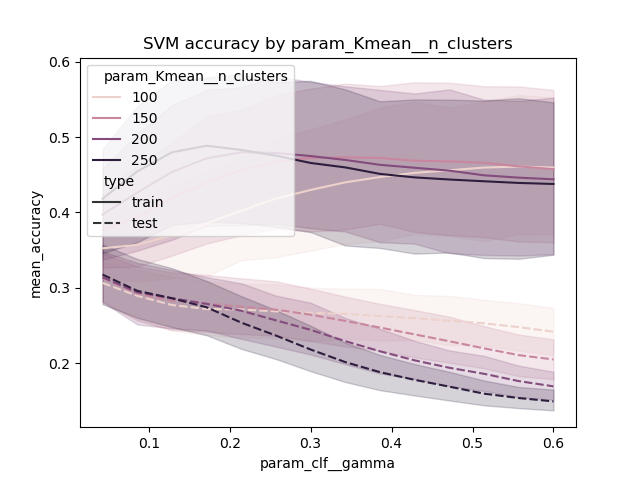 SVM accuracy by param_Kmean__n_clusters
param_Kmean__n_clusters
100
150
200
250
type
train
test
0.6
0.5
0.4
0.3
0.2
mean_accuracy
0.1 0.2 0.3 0.4 0.5 0.6
param_clf__gamma